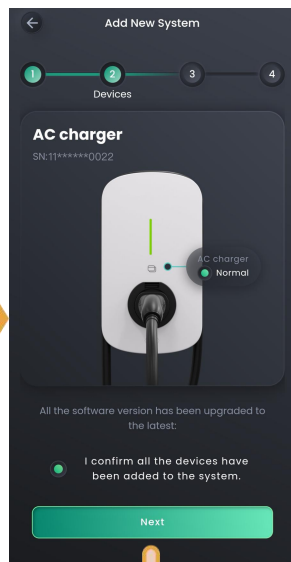 Add New System
1 2 3 4
Devices
AC charger
SN:11******0022
AC charger
Normal
All the software version has been upgraded to
the latest:
I confirm all the devices have
been added to the system.
Next